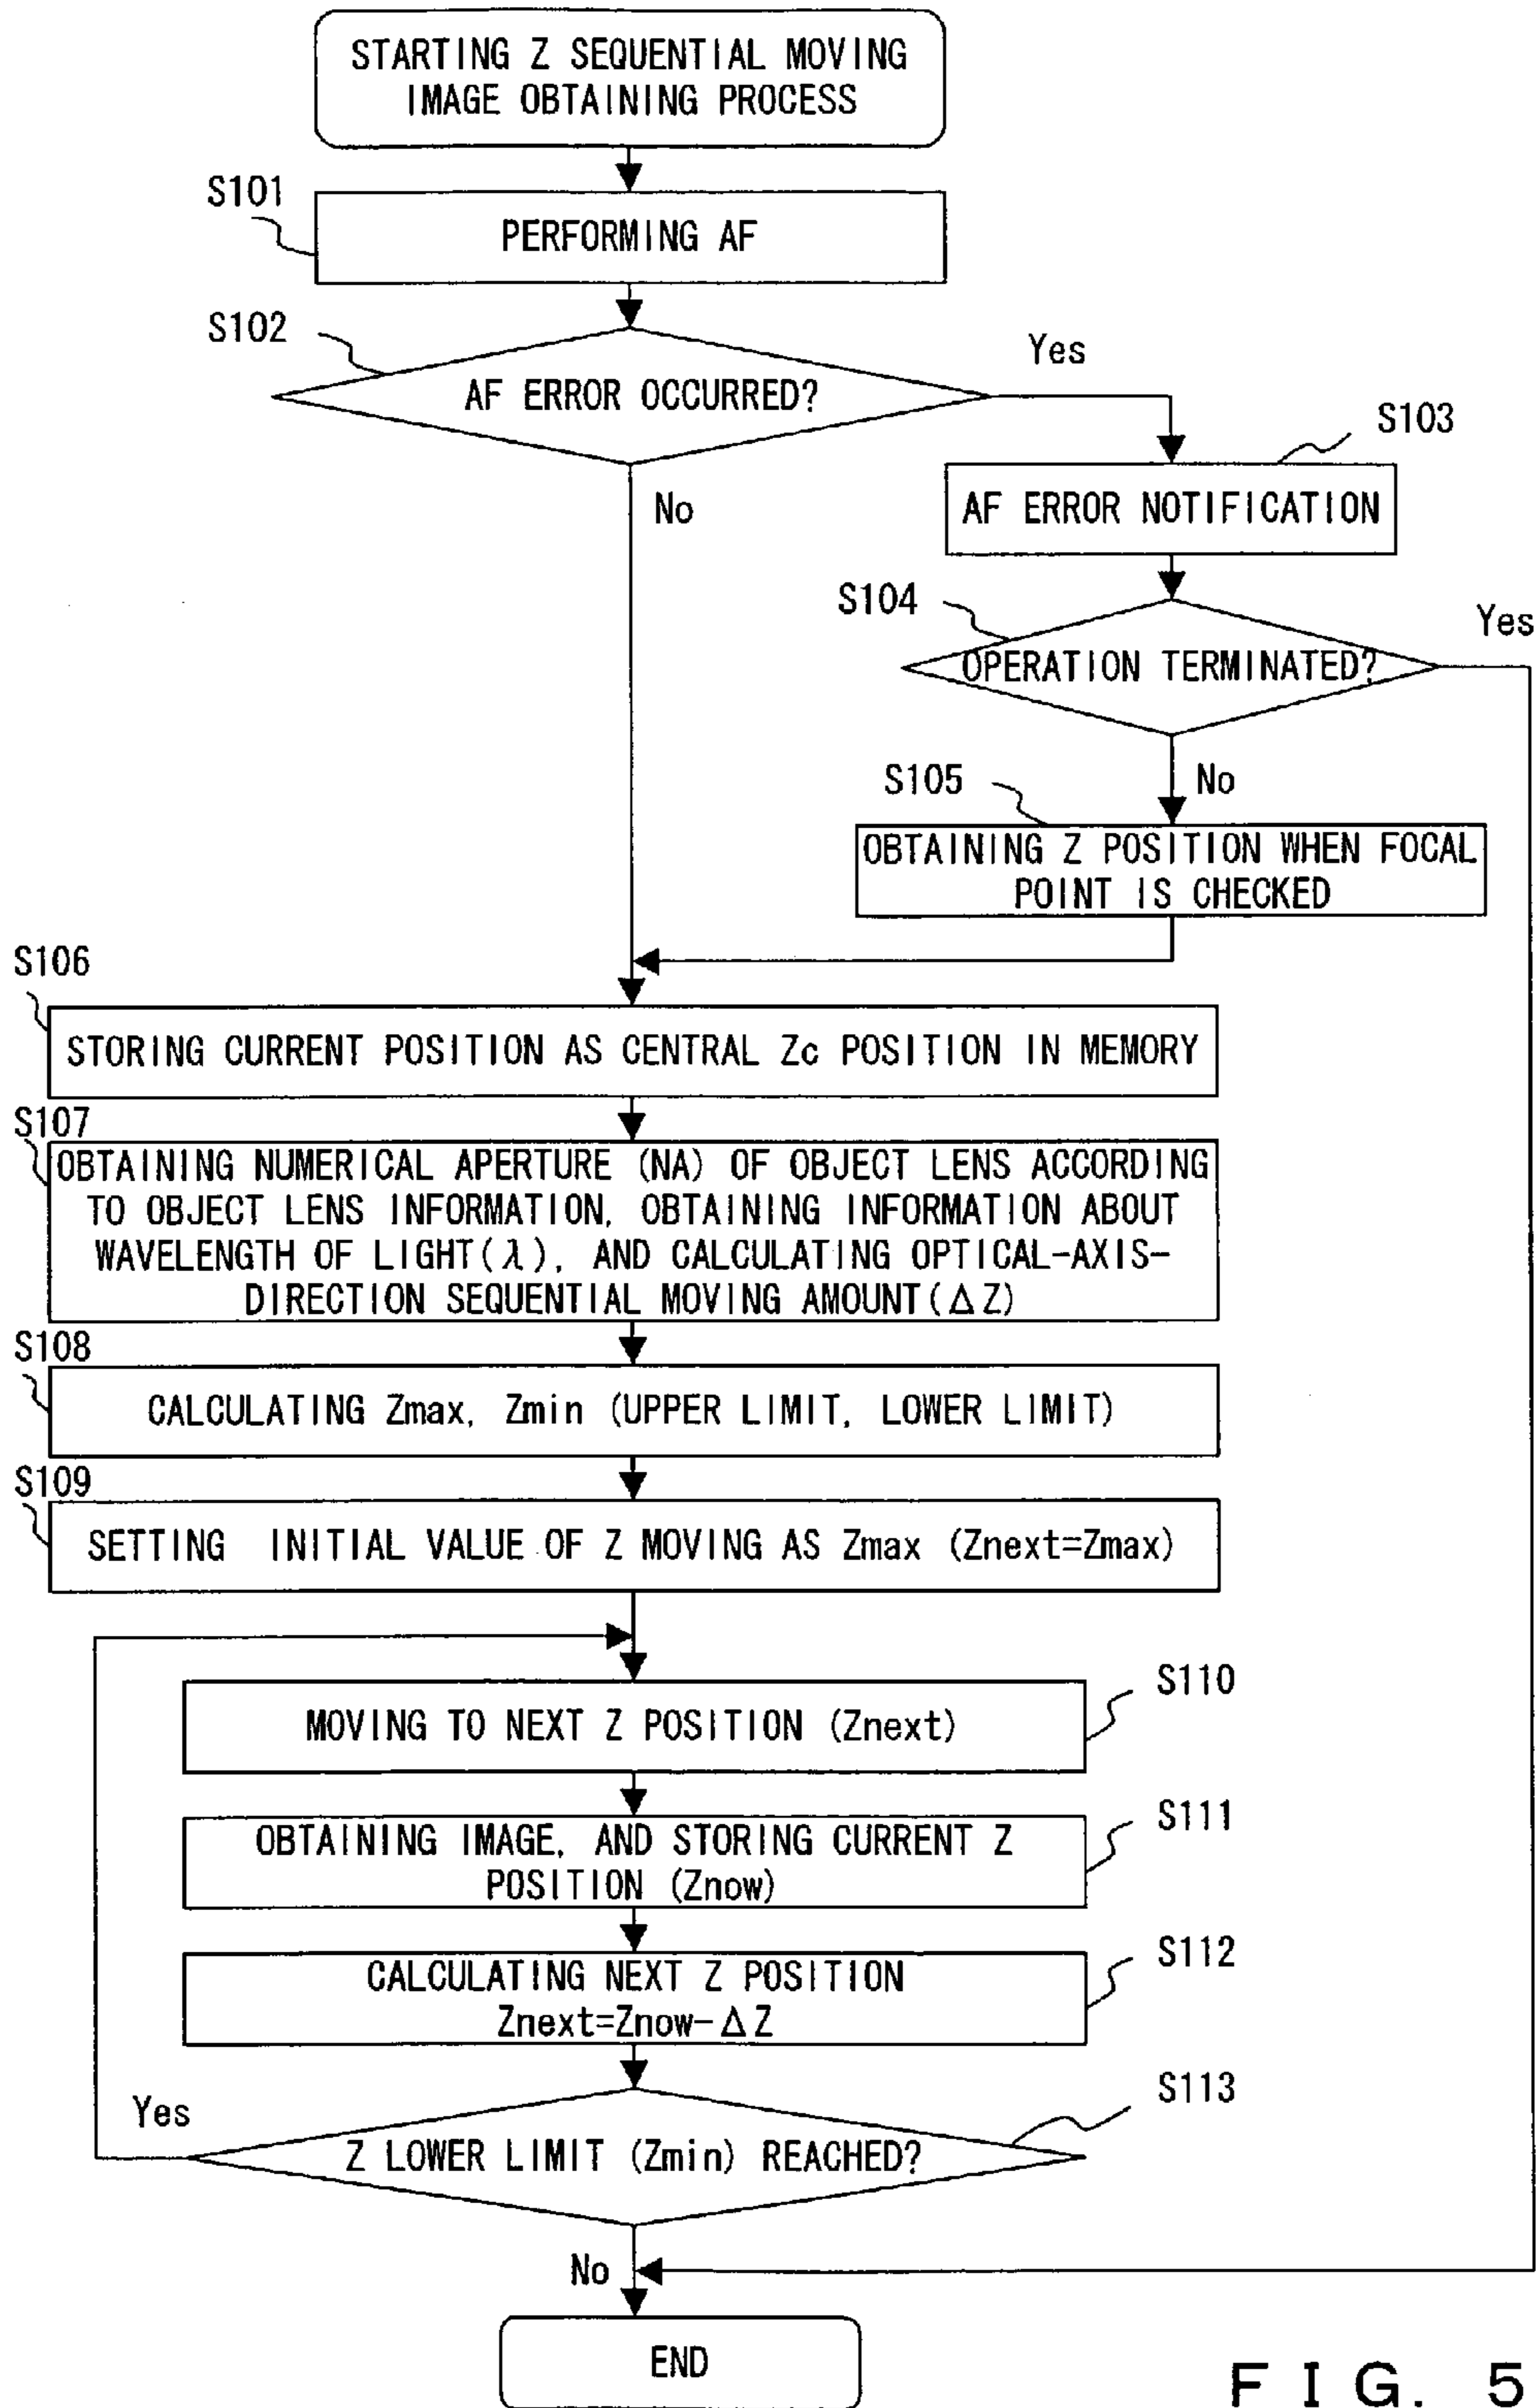 STARTING Z SEQUENTIAL MOVING
IMAGE OBTAINING PROCESS
S101
PERFORMING AF
S102
AF ERROR OCCURRED?
Yes
No
S103
AF ERROR NOTIFICATION
S104
OPERATION TERMINATED?
Yes
No
S105
OBTAINING Z POSITION WHEN FOCAL
POINT IS CHECKED
S106
STORING CURRENT POSITION AS CENTRAL Zc POSITION IN MEMORY
S107
OBTAINING NUMERICAL APERTURE (NA) OF OBJECT LENS ACCORDING
TO OBJECT LENS INFORMATION, OBTAINING INFORMATION ABOUT
WAVELENGTH OF LIGHT(λ), AND CALCULATING OPTICAL-AXIS-
DIRECTION SEQUENTIAL MOVING AMOUNT(ΔZ)
S108
CALCULATING Zmax, Zmin (UPPER LIMIT, LOWER LIMIT)
S109
SETTING INITIAL VALUE OF Z MOVING AS Zmax (Znext=Zmax)
S110
MOVING TO NEXT Z POSITION (Znext)
S111
OBTAINING IMAGE, AND STORING CURRENT Z
POSITION (Znow)
S112
CALCULATING NEXT Z POSITION
Znext=Znow-ΔZ
S113
Z LOWER LIMIT (Zmin) REACHED?
Yes
No
END
FIG. 5